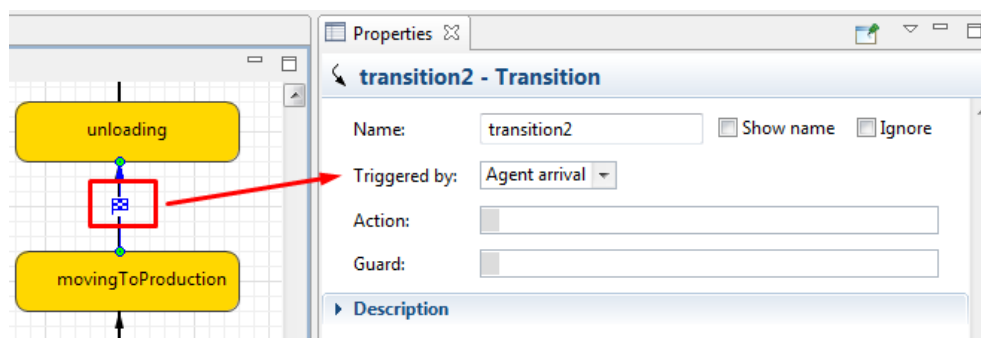 Properties
transition2 - Transition
unloading
Name: transition2 Show name Ignore
Triggered by: Agent arrival
Action:
Guard:
movingToProduction
Description